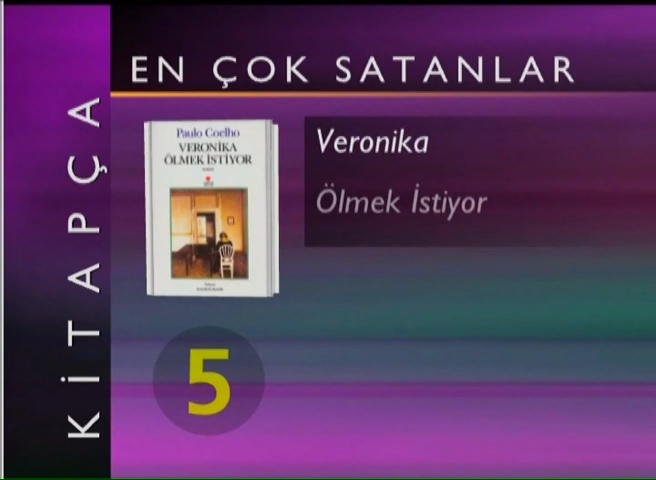 EN ÇOK SATANLAR
KİTAPÇA
Paulo Coelho
VERONİKA
ÖLMEK İSTİYOR
Veronika
Ölmek İstiyor
5